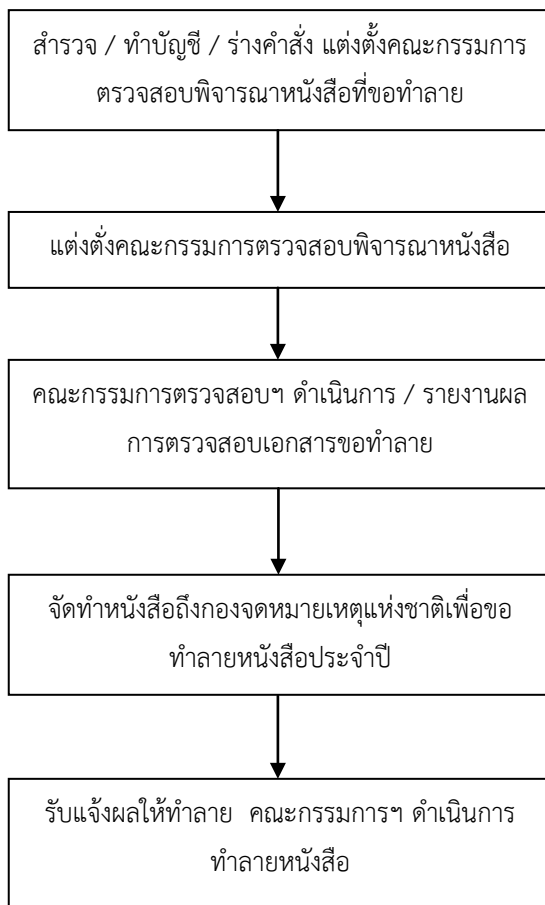 สำรวจ / ทำบัญชี / ร่างคำสั่ง แต่งตั้งคณะกรรมการ
ตรวจสอบพิจารณาหนังสือที่ขอทำลาย
แต่งตั่งคณะกรรมการตรวจสอบพิจารณาหนังสือ
คณะกรรมการตรวจสอบฯ ดำเนินการ / รายงานผล
การตรวจสอบเอกสารขอทำลาย
จัดทำหนังสือถึงกองจดหมายเหตุแห่งชาติเพื่อขอ
ทำลายหนังสือประจำปี
รับแจ้งผลให้ทำลาย คณะกรรมการฯ ดำเนินการ
ทำลายหนังสือ